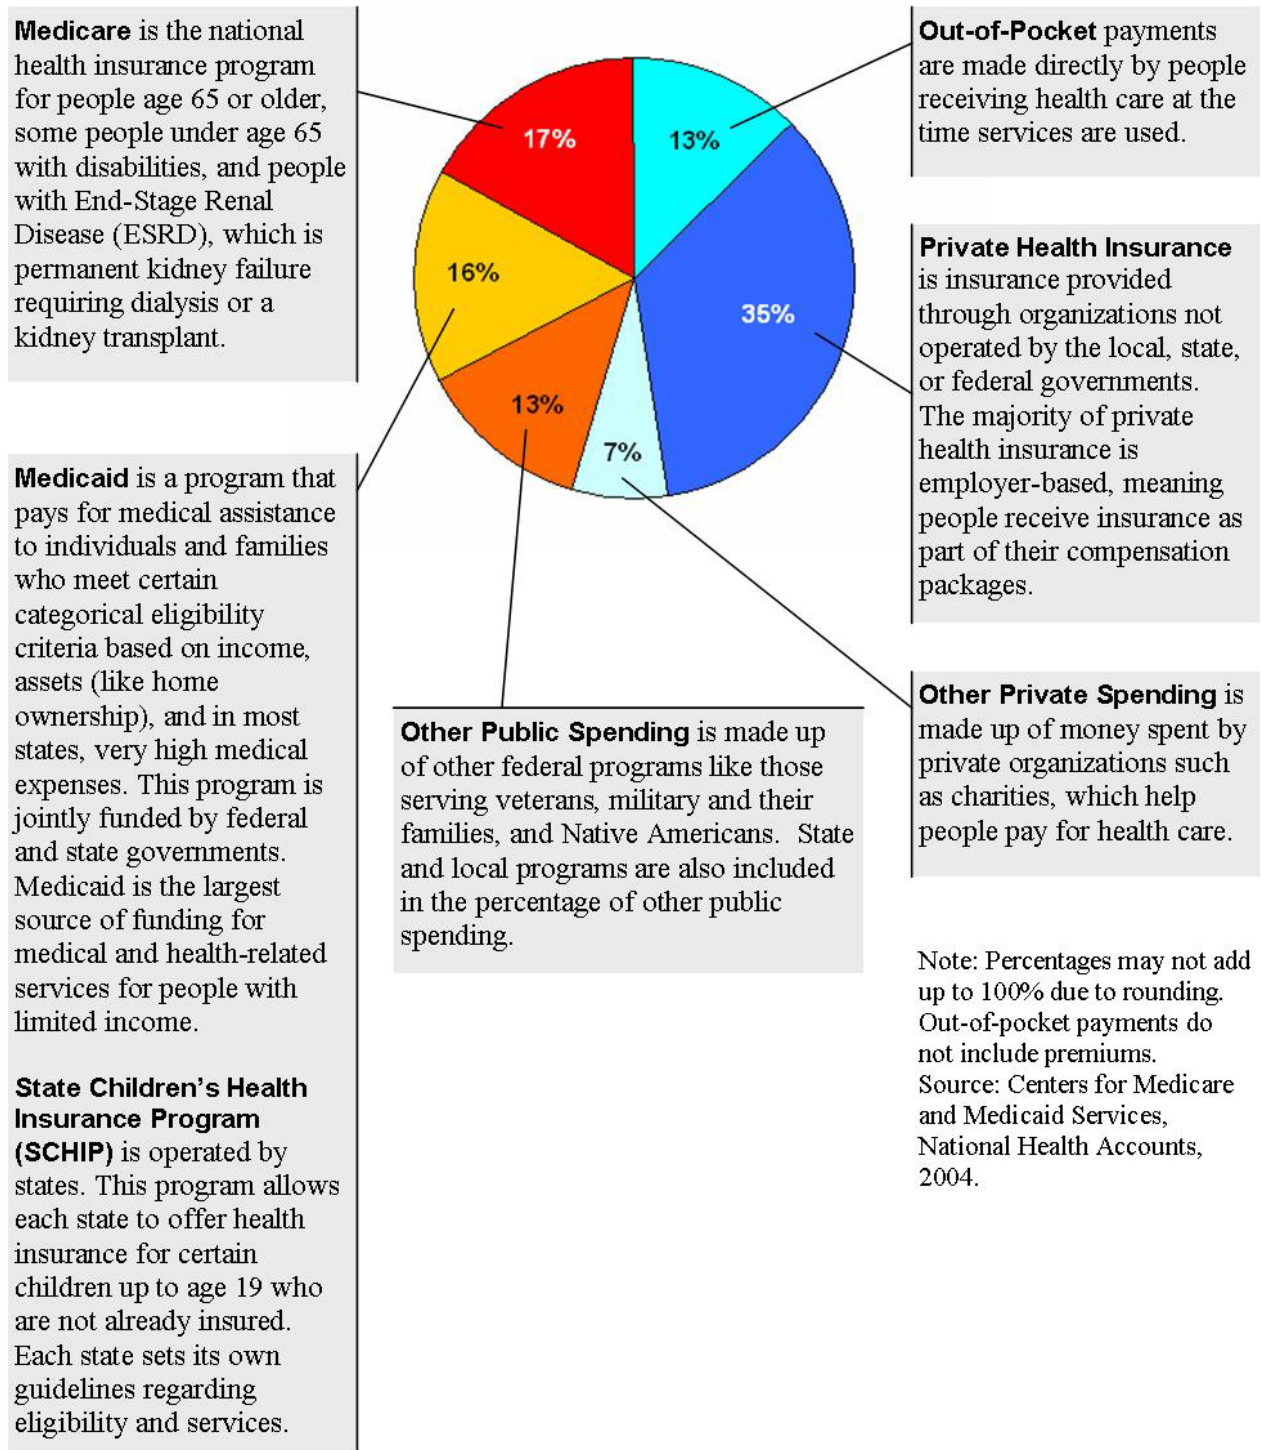 Medicare is the national
health insurance program
for people age 65 or older,
some people under age 65
with disabilities, and people
with End-Stage Renal
Disease (ESRD), which is
permanent kidney failure
requiring dialysis or a
kidney transplant.
Medicaid is a program that
pays for medical assistance
to individuals and families
who meet certain
categorical eligibility
criteria based on income,
assets (like home
ownership), and in most
states, very high medical
expenses. This program is
jointly funded by federal
and state governments.
Medicaid is the largest
source of funding for
medical and health-related
services for people with
limited income.
State Children’s Health
Insurance Program
(SCHIP) is operated by
states. This program allows
each state to offer health
insurance for certain
children up to age 19 who
are not already insured.
Each state sets its own
guidelines regarding
eligibility and services.
17%
13%
16%
35%
13%
7%
Other Public Spending is made up
of other federal programs like those
serving veterans, military and their
families, and Native Americans.  State
and local programs are also included
in the percentage of other public
spending.
Out-of-Pocket payments
are made directly by people
receiving health care at the
time services are used.
Private Health Insurance
is insurance provided
through organizations not
operated by the local, state,
or federal governments.
The majority of private
health insurance is
employer-based, meaning
people receive insurance as
part of their compensation
packages.
Other Private Spending is
made up of money spent by
private organizations such
as charities, which help
people pay for health care.
Note: Percentages may not add
up to 100% due to rounding.
Out-of-pocket payments do
not include premiums.
Source: Centers for Medicare
and Medicaid Services,
National Health Accounts,
2004.